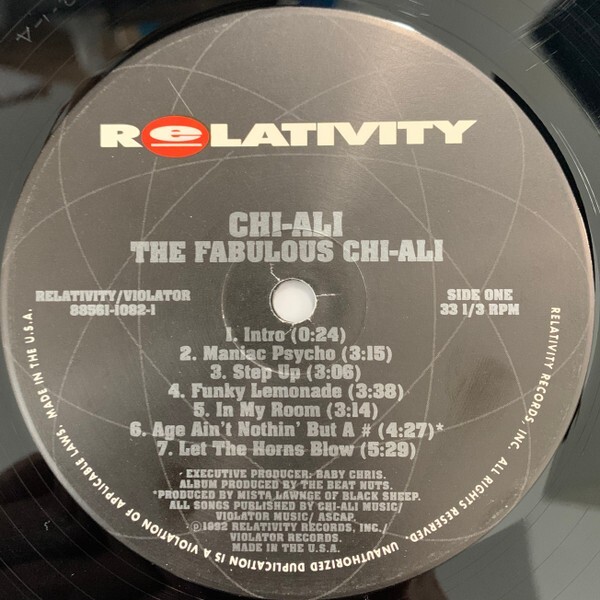 ReLATIVITY
CHI-ALI
THE FABULOUS CHI-ALI
RELATIVITY/VIOLATOR
88561-1082-1
SIDE ONE
33 1/3 RPM
1. Intro (0:24)
2. Maniac Psycho (3:15)
3. Step Up (3:06)
4. Funky Lemonade (3:38)
5. In My Room (3:14)
6. Age Ain't Nothin' But A # (4:27)*
7. Let The Horns Blow (5:29)
EXECUTIVE PRODUCER: BABY CHRIS.
ALBUM PRODUCED BY THE BEAT NUTS.
*PRODUCED BY MISTA LAWNGE OF BLACK SHEEP.
ALL SONGS PUBLISHED BY CHI-ALI MUSIC/
VIOLATOR MUSIC/ ASCAP.
℗1992 RELATIVITY RECORDS, INC./
VIOLATOR RECORDS.
MADE IN THE U.S.A.
RELATIVITY RECORDS, INC. ALL RIGHTS RESERVED. UNAUTHORIZED DUPLICATION IS A VIOLATION OF APPLICABLE LAWS. MADE IN THE U.S.A.